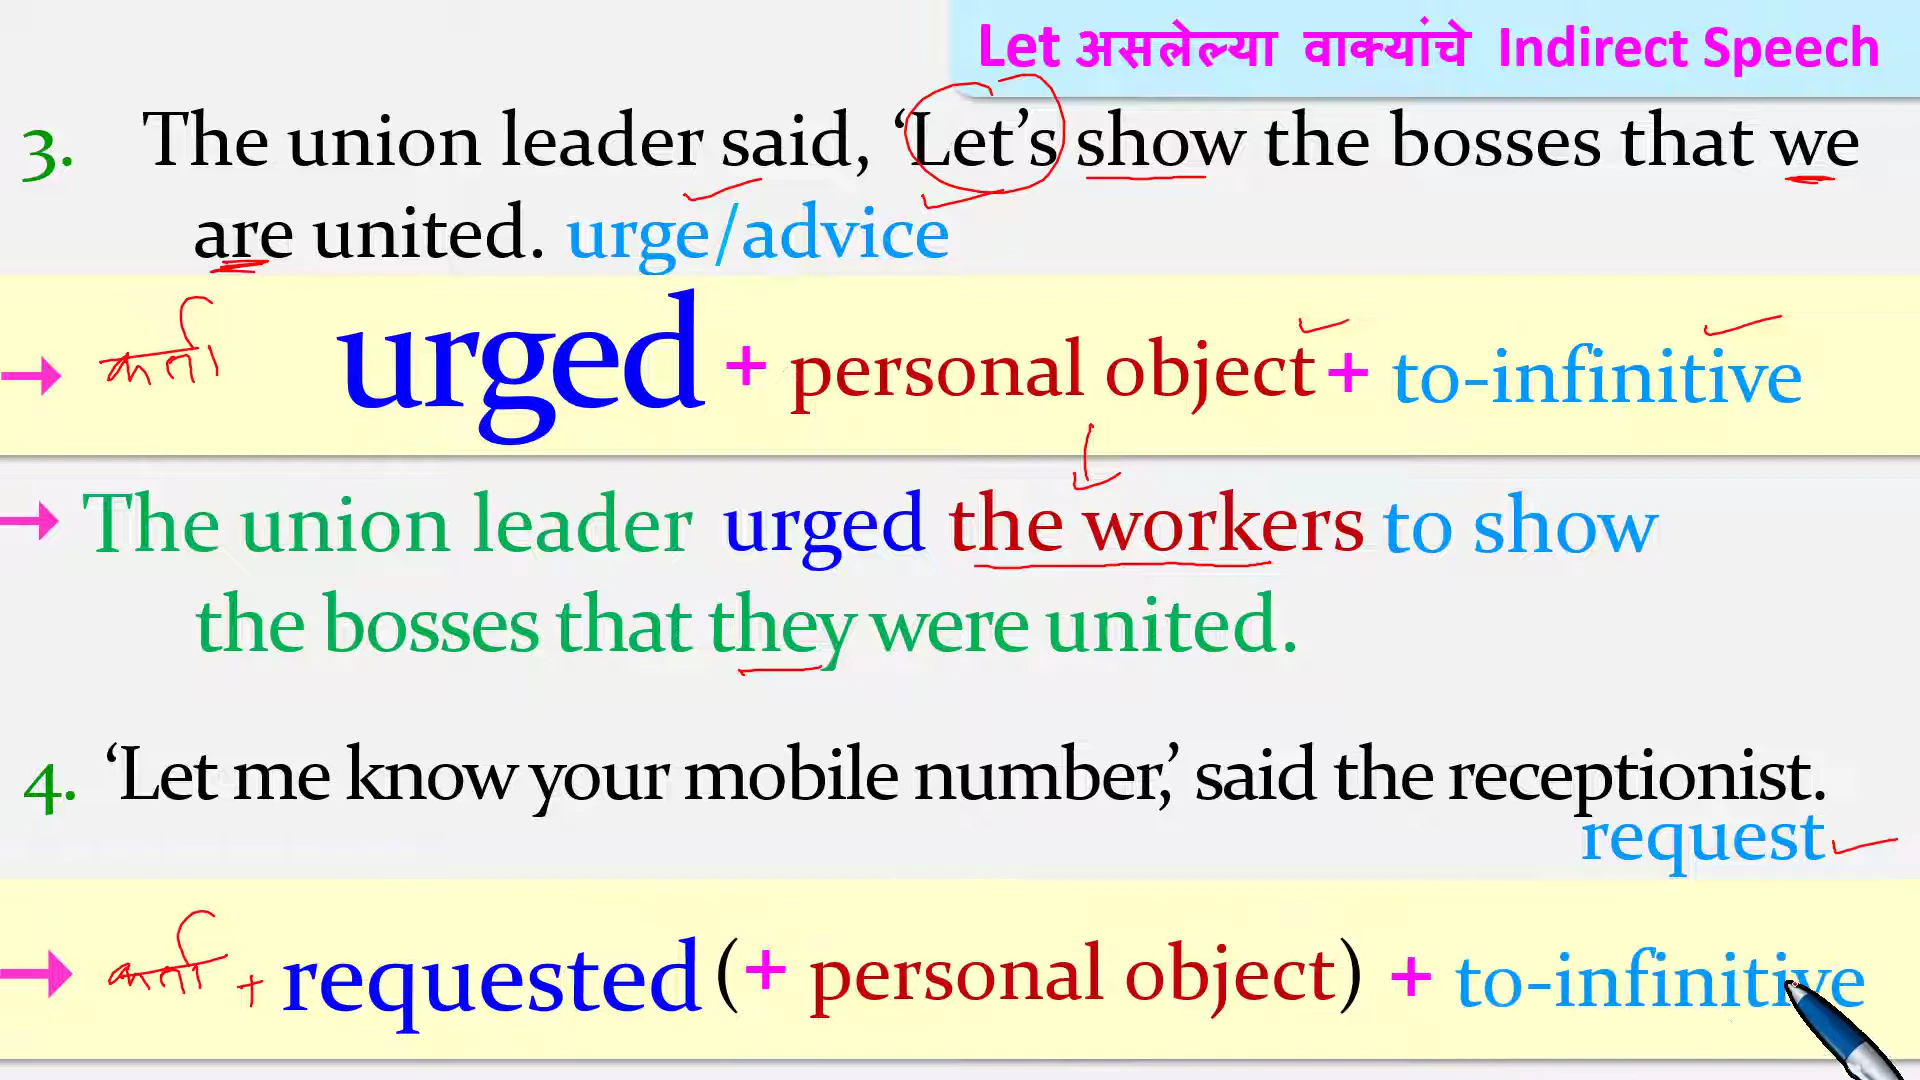 Let असलेल्या वाक्यांचे Indirect Speech
3. The union leader said, ‘Let’s show the bosses that we
are united. urge/advice
→ कर्ता urged + personal object + to-infinitive
→ The union leader urged the workers to show
the bosses that they were united.
4. ‘Let me know your mobile number,’ said the receptionist.
request
→ कर्ता + requested (+ personal object) + to-infinitive